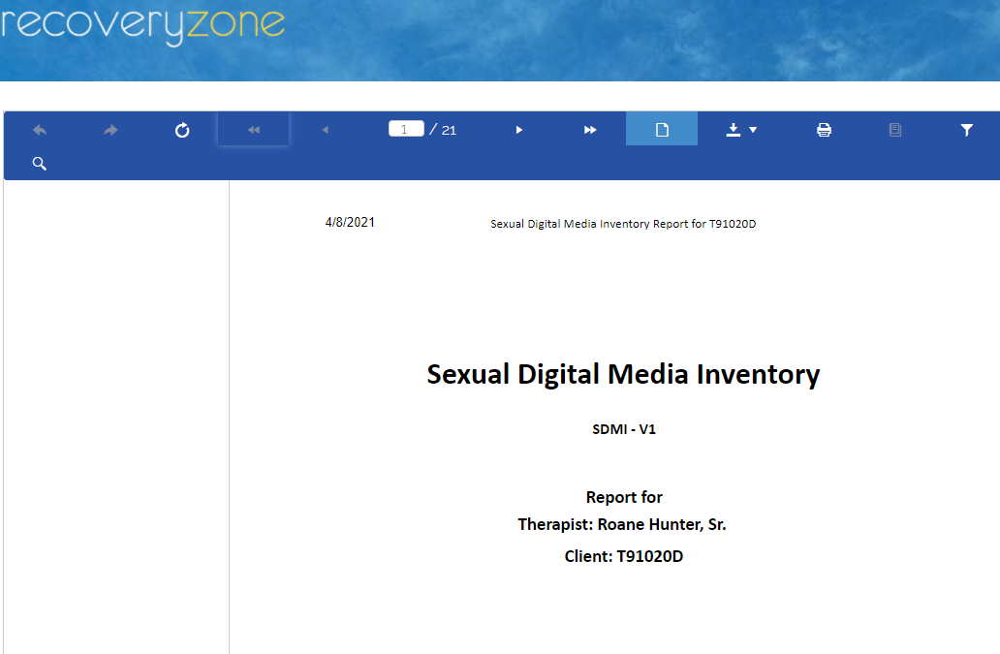 recoveryzone
1 / 21
4/8/2021 Sexual Digital Media Inventory Report for T91020D
Sexual Digital Media Inventory
SDMI - V1
Report for
Therapist: Roane Hunter, Sr.
Client: T91020D